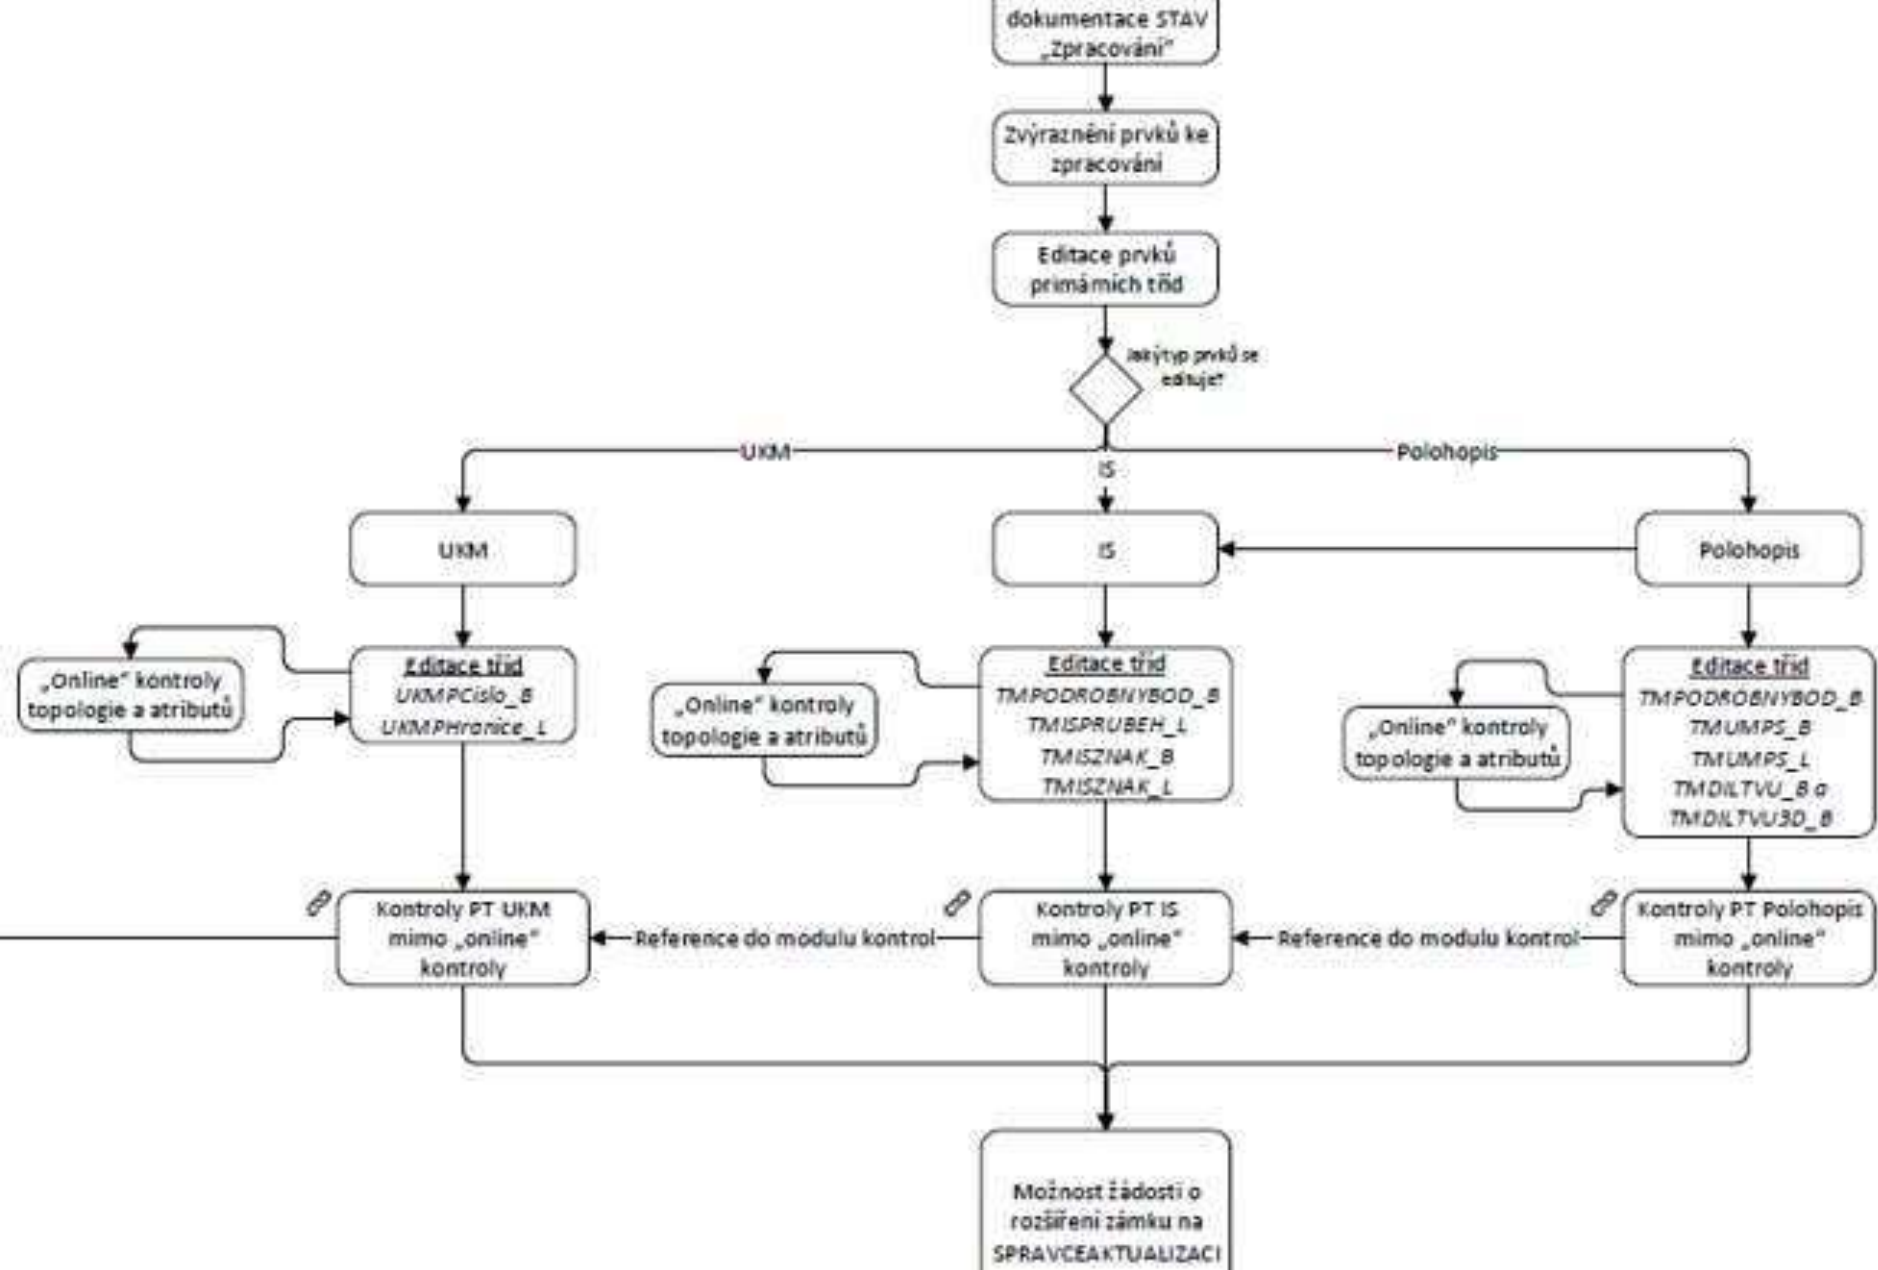 dokumentace STAV
„Zpracování“
Zvýraznění prvků ke
zpracování
Editace prvků
primárních tříd
Jaký typ prvků se
edituje?
UKM
IS
Polohopis
UKM
IS
Polohopis
„Online“ kontroly
topologie a atributů
Editace tříd
UKMPCislo_B
UKMPHranice_L
„Online“ kontroly
topologie a atributů
Editace tříd
TMPODROBNYBOD_B
TMISPRUBEH_L
TMISZNAK_B
TMISZNAK_L
„Online“ kontroly
topologie a atributů
Editace tříd
TMPODROBNYBOD_B
TMUMPS_B
TMUMPS_L
TMDILTVU_B a
TMDILTVU3D_B
Kontroly PT UKM
mimo „online“
kontroly
Reference do modulu kontrol
Kontroly PT IS
mimo „online“
kontroly
Reference do modulu kontrol
Kontroly PT Polohopis
mimo „online“
kontroly
Možnost žádosti o
rozšíření zámku na
SPRAVCEAKTUALIZACI